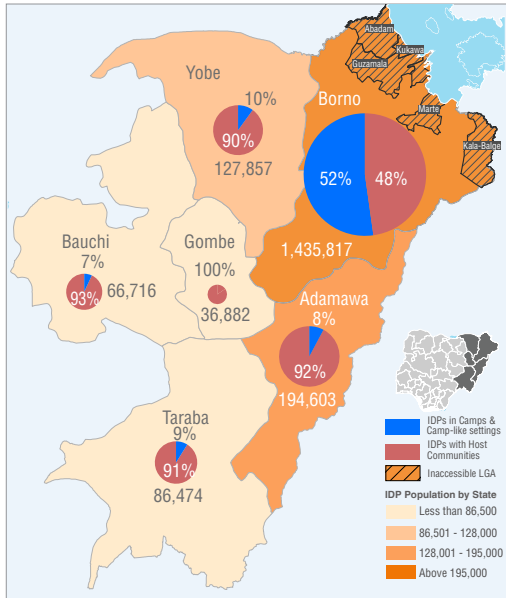 Abadam
Kukawa
Guzamala
Yobe
Borno
10%
Marte
90%
Kala-Balge
127,857
52%
48%
Bauchi
Gombe
1,435,817
7%
100%
93%
66,716
Adamawa
36,882
8%
92%
194,603
Taraba
9%
91%
86,474
IDPs in Camps &
Camp-like settings
IDPs with Host
Communities
Inaccessible LGA
IDP Population by State
Less than 86,500
86,501 - 128,000
128,001 - 195,000
Above 195,000